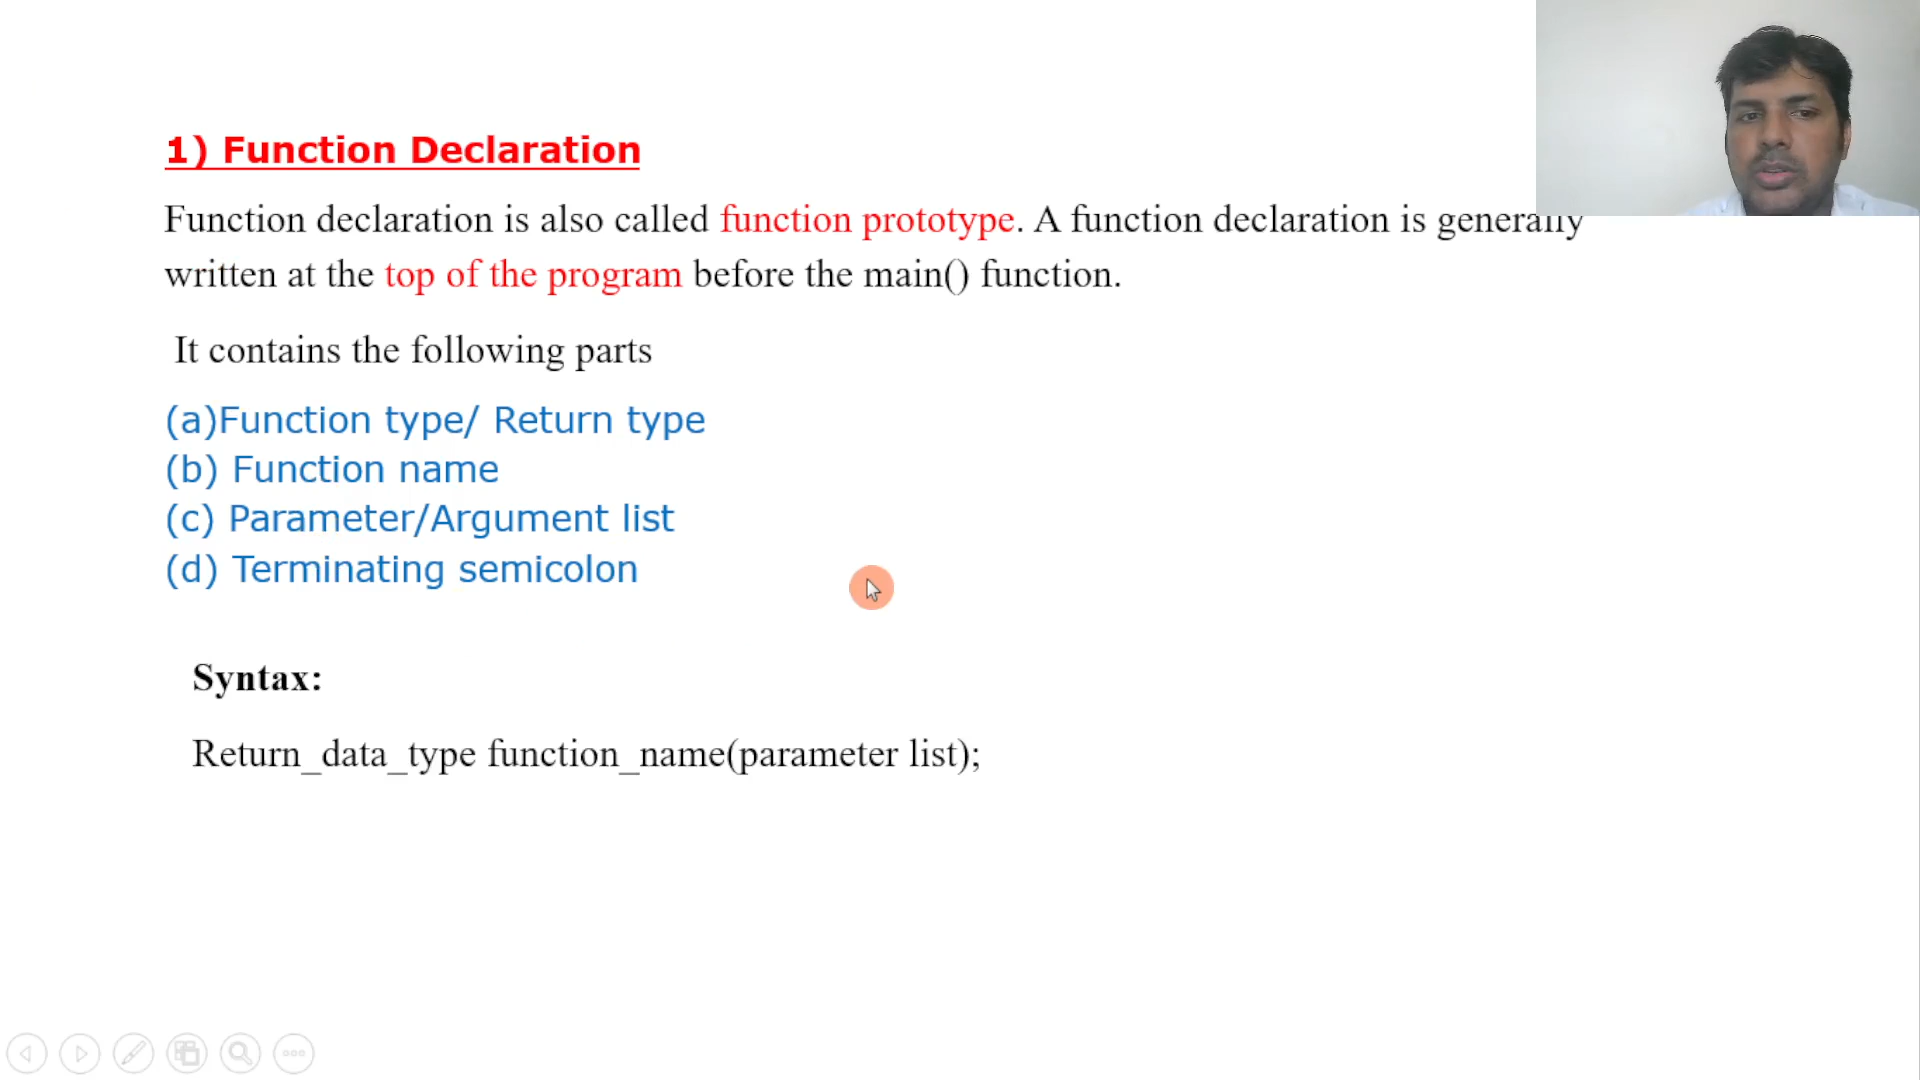 1) Function Declaration
Function declaration is also called function prototype. A function declaration is generally
written at the top of the program before the main() function.
It contains the following parts
(a)Function type/ Return type
(b) Function name
(c) Parameter/Argument list
(d) Terminating semicolon
Syntax:
Return_data_type function_name(parameter list);